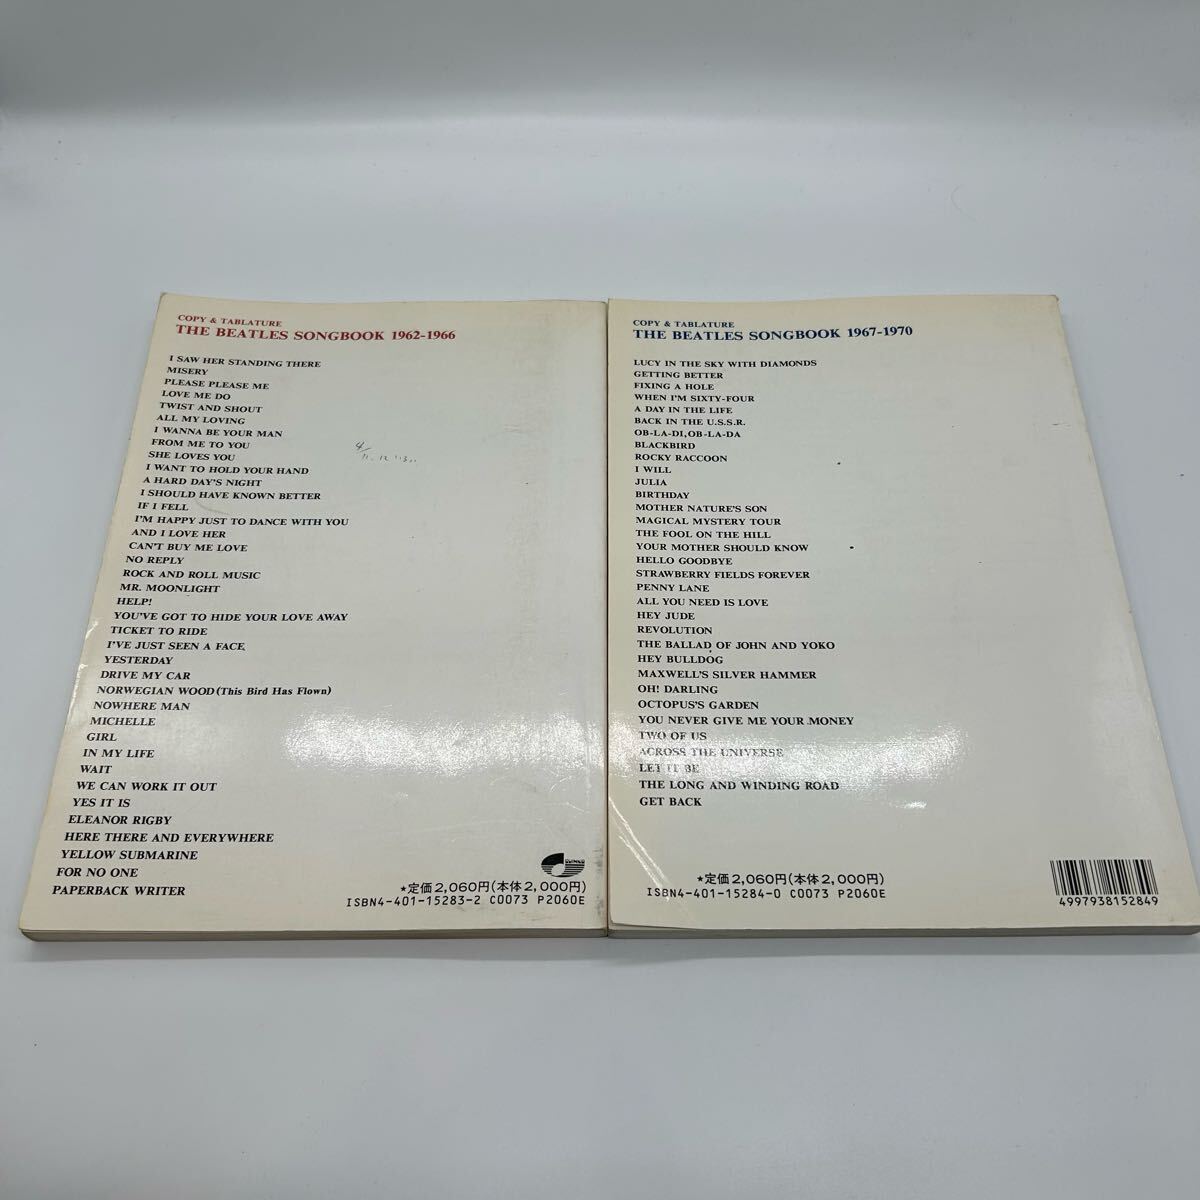 COPY & TABLATURE
THE BEATLES SONGBOOK 1962-1966
I SAW HER STANDING THERE
MISERY
PLEASE PLEASE ME
LOVE ME DO
TWIST AND SHOUT
ALL MY LOVING
I WANNA BE YOUR MAN
FROM ME TO YOU
SHE LOVES YOU
I WANT TO HOLD YOUR HAND
A HARD DAY'S NIGHT
I SHOULD HAVE KNOWN BETTER
IF I FELL
I'M HAPPY JUST TO DANCE WITH YOU
AND I LOVE HER
CAN'T BUY ME LOVE
NO REPLY
ROCK AND ROLL MUSIC
MR. MOONLIGHT
HELP!
YOU'VE GOT TO HIDE YOUR LOVE AWAY
TICKET TO RIDE
I'VE JUST SEEN A FACE
YESTERDAY
DRIVE MY CAR
NORWEGIAN WOOD (This Bird Has Flown)
NOWHERE MAN
MICHELLE
GIRL
IN MY LIFE
WAIT
WE CAN WORK IT OUT
YES IT IS
ELEANOR RIGBY
HERE THERE AND EVERYWHERE
YELLOW SUBMARINE
FOR NO ONE
PAPERBACK WRITER
★定価2,060円(本体2,000円)
ISBN4-401-15283-2 C0073 P2060E
COPY & TABLATURE
THE BEATLES SONGBOOK 1967-1970
LUCY IN THE SKY WITH DIAMONDS
GETTING BETTER
FIXING A HOLE
WHEN I'M SIXTY-FOUR
A DAY IN THE LIFE
BACK IN THE U.S.S.R.
OB-LA-DI,OB-LA-DA
BLACKBIRD
ROCKY RACCOON
I WILL
JULIA
BIRTHDAY
MOTHER NATURE'S SON
MAGICAL MYSTERY TOUR
THE FOOL ON THE HILL
YOUR MOTHER SHOULD KNOW
HELLO GOODBYE
STRAWBERRY FIELDS FOREVER
PENNY LANE
ALL YOU NEED IS LOVE
HEY JUDE
REVOLUTION
THE BALLAD OF JOHN AND YOKO
HEY BULLDOG
MAXWELL'S SILVER HAMMER
OH! DARLING
OCTOPUS'S GARDEN
YOU NEVER GIVE ME YOUR MONEY
TWO OF US
ACROSS THE UNIVERSE
LET IT BE
THE LONG AND WINDING ROAD
GET BACK
★定価2,060円(本体2,000円)
ISBN4-401-15284-0 C0073 P2060E
4997938152849